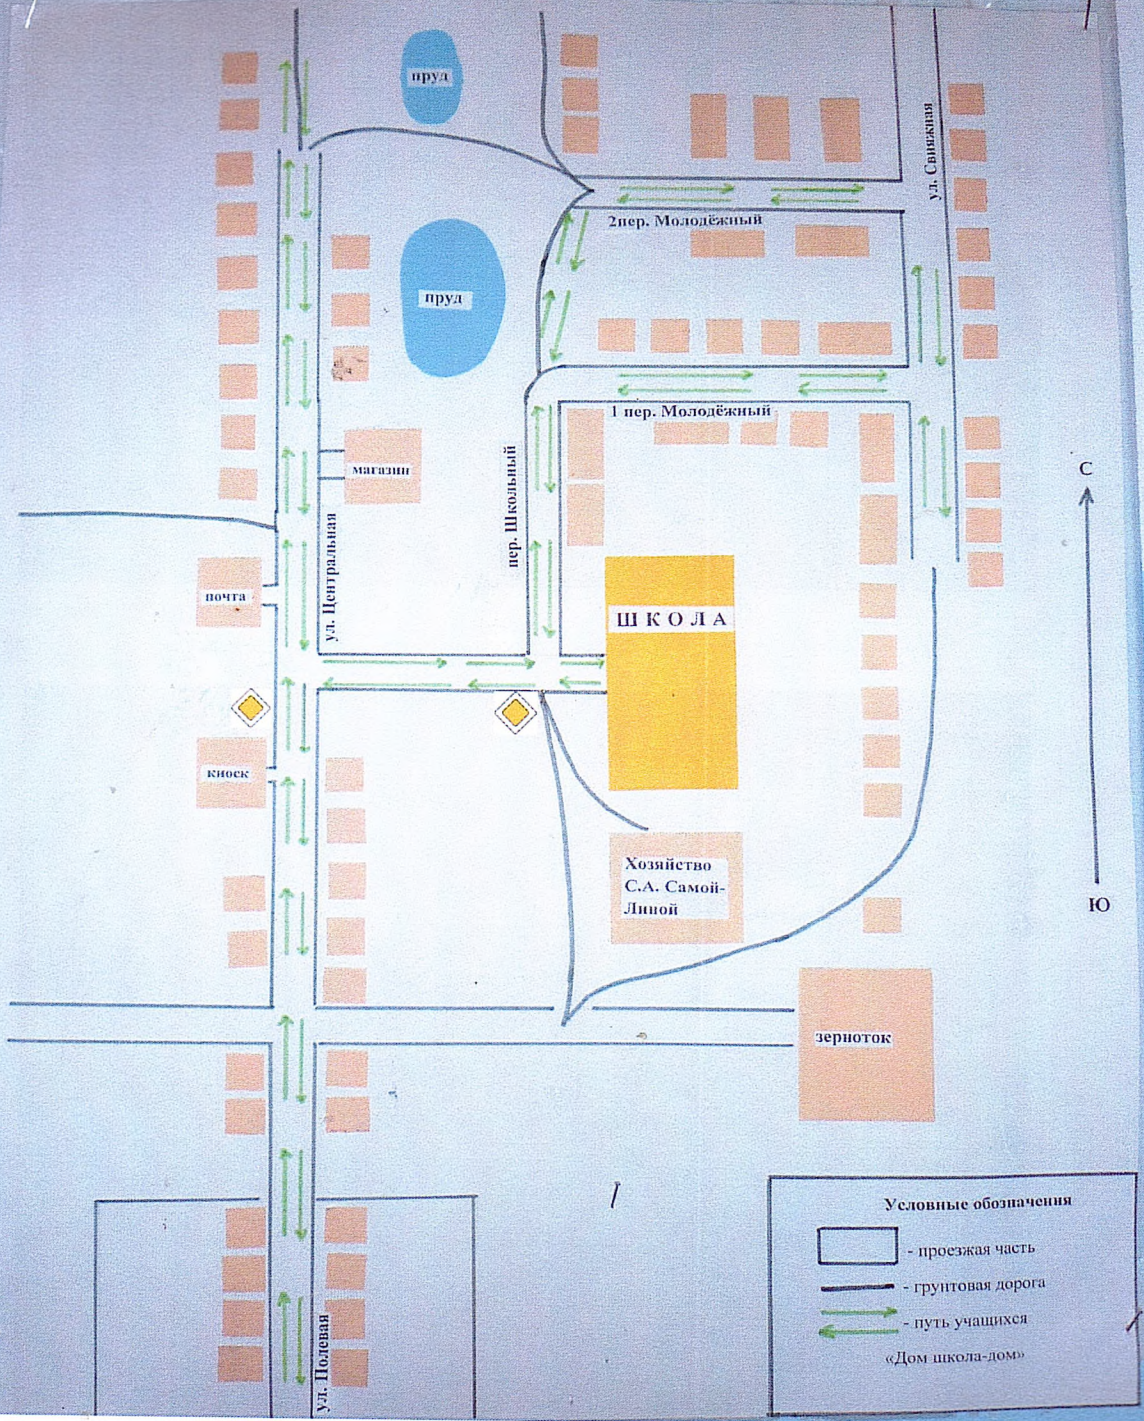 пруд
ул. Свияжная
2пер. Молодёжный
пруд
1 пер. Молодёжный
магазин
пер. Школьный
С
ул. Центральная
почта
ШКОЛА
киоск
Хозяйство
С.А. Самой-
Линой
Ю
зерноток
Условные обозначения
- проезжая часть
- грунтовая дорога
- путь учащихся
«Дом школа-дом»
ул. Полевая